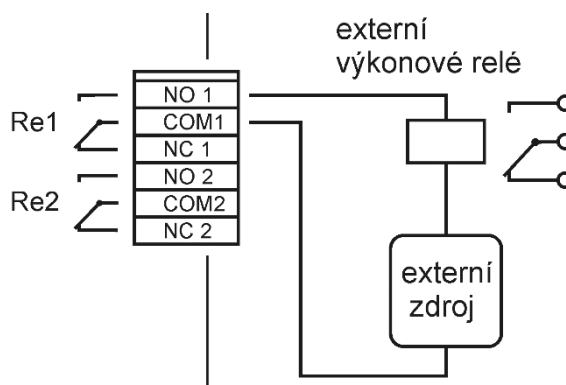 externí
výkonové relé
NO 1
Re1
COM1
NC 1
NO 2
Re2
COM2
NC 2
externí
zdroj